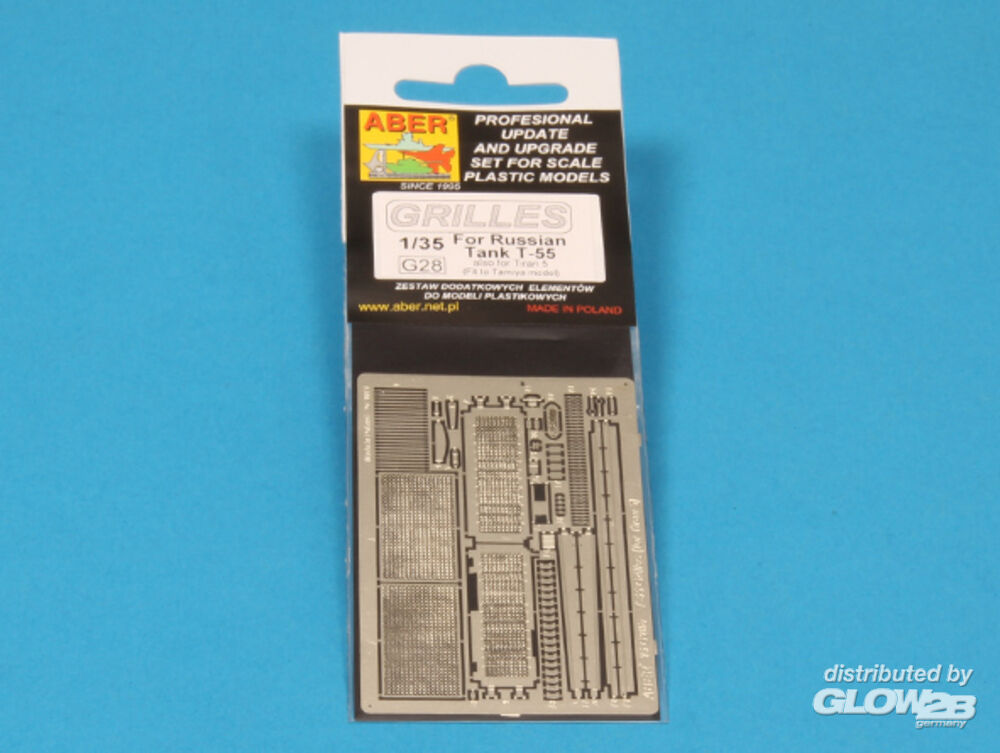 ABER®
SINCE 1995
PROFESIONAL
UPDATE
AND UPGRADE
SET FOR SCALE
PLASTIC MODELS
GRILLES
1/35
G28
For Russian
Tank T-55
also for Tiran 5
(Fit to Tamiya model)
ZESTAW DODATKOWYCH ELEMENTÓW
DO MODELI PLASTIKOWYCH
www.aber.net.pl
MADE IN POLAND
distributed by
GLOW2B
germany